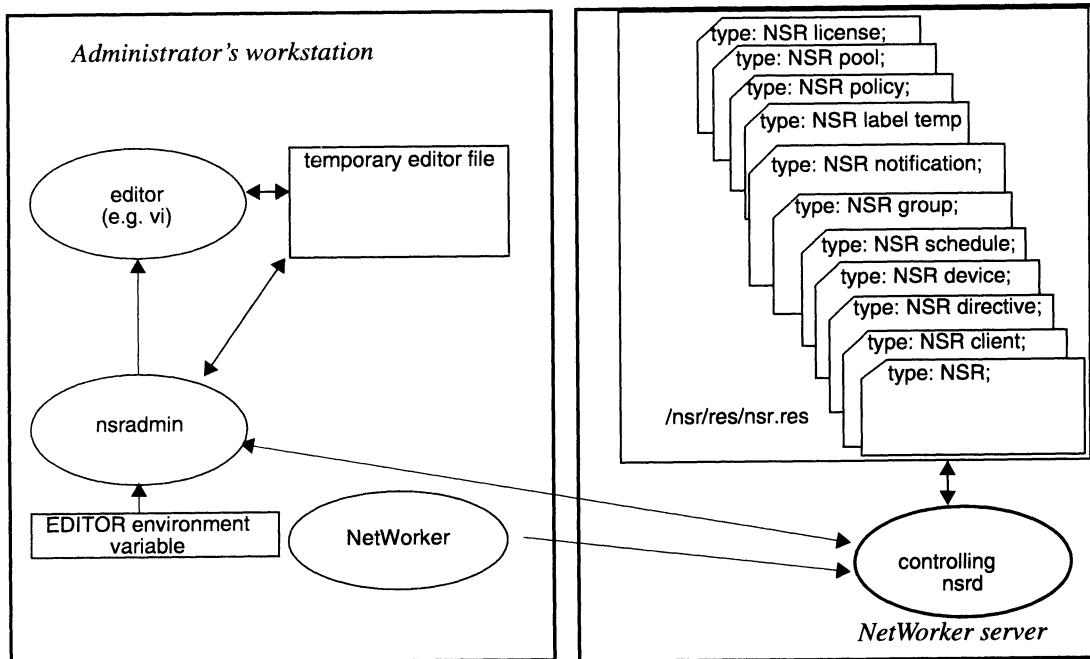 Administrator's workstation
editor
(e.g. vi)
temporary editor file
nsradmin
EDITOR environment
variable
NetWorker
type: NSR license;
type: NSR pool;
type: NSR policy;
type: NSR label temp
type: NSR notification;
type: NSR group;
type: NSR schedule;
type: NSR device;
type: NSR directive;
type: NSR client;
type: NSR;
/nsr/res/nsr.res
controlling
nsrd
NetWorker server